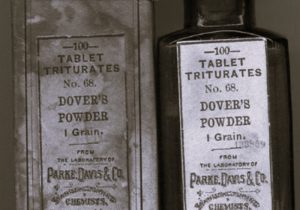 —100—
TABLET
TRITURATES
No. 68.
DOVER'S
POWDER
1 Grain.
FROM
THE LABORATORY OF
PARKE, DAVIS & CO.
CHEMISTS,
—100—
TABLET
TRITURATES
No. 68.
DOVER'S
POWDER
1 Grain.
FROM
THE LABORATORY OF
PARKE, DAVIS & CO.
CHEMISTS,